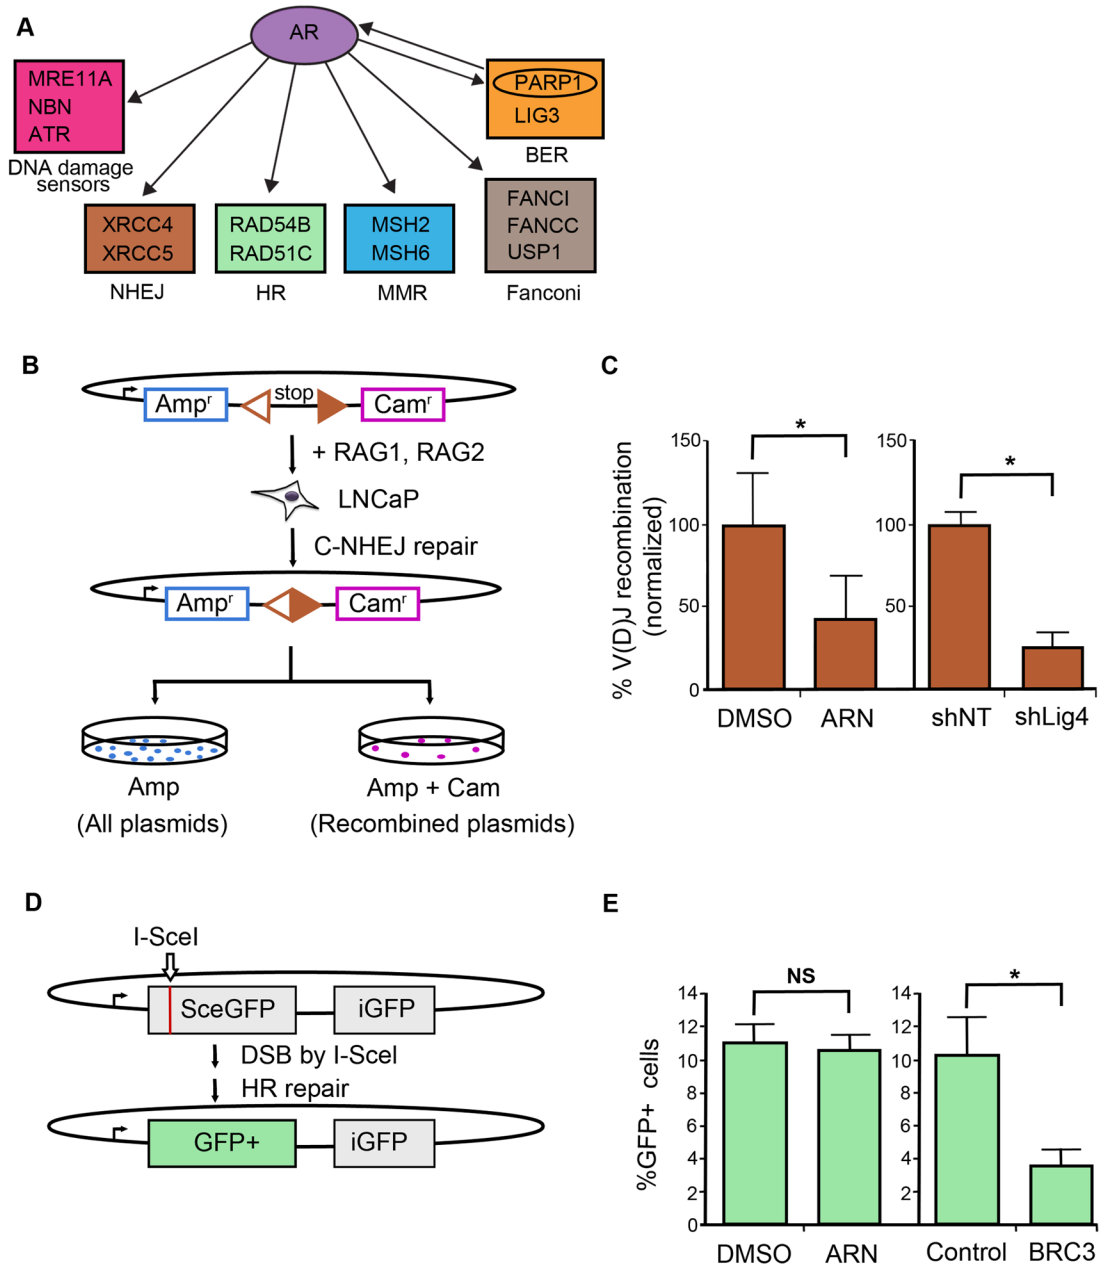 A
AR
MRE11A
NBN
ATR
DNA damage
sensors
PARP1
LIG3
BER
XRCC4
XRCC5
NHEJ
RAD54B
RAD51C
HR
MSH2
MSH6
MMR
FANCI
FANCC
USP1
Fanconi
B
Ampʳ
stop
Camʳ
+ RAG1, RAG2
LNCaP
C-NHEJ repair
Ampʳ
Camʳ
Amp
(All plasmids)
Amp + Cam
(Recombined plasmids)
C
% V(D)J recombination
(normalized)
150
100
50
0
*
DMSO
ARN
150
100
50
*
shNT
shLig4
D
I-SceI
SceGFP
iGFP
DSB by I-SceI
HR repair
GFP+
iGFP
E
%GFP+ cells
14
12
10
8
6
4
2
0
NS
DMSO
ARN
14
12
10
8
6
4
2
*
Control
BRC3